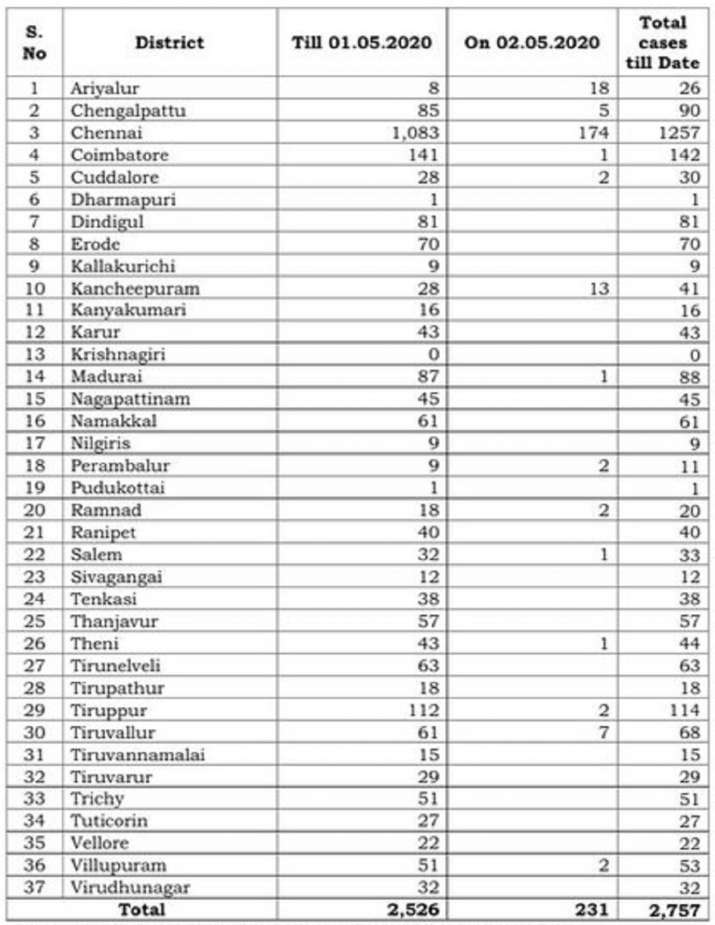 S. No District Till 01.05.2020 On 02.05.2020 Total cases till Date
1 Ariyalur 8 18 26
2 Chengalpattu 85 5 90
3 Chennai 1,083 174 1257
4 Coimbatore 141 1 142
5 Cuddalore 28 2 30
6 Dharmapuri 1 1
7 Dindigul 81 81
8 Erode 70 70
9 Kallakurichi 9 9
10 Kancheepuram 28 13 41
11 Kanyakumari 16 16
12 Karur 43 43
13 Krishnagiri 0 0
14 Madurai 87 1 88
15 Nagapattinam 45 45
16 Namakkal 61 61
17 Nilgiris 9 9
18 Perambalur 9 2 11
19 Pudukottai 1 1
20 Ramnad 18 2 20
21 Ranipet 40 40
22 Salem 32 1 33
23 Sivagangai 12 12
24 Tenkasi 38 38
25 Thanjavur 57 57
26 Theni 43 1 44
27 Tirunelveli 63 63
28 Tirupathur 18 18
29 Tiruppur 112 2 114
30 Tiruvallur 61 7 68
31 Tiruvannamalai 15 15
32 Tiruvarur 29 29
33 Trichy 51 51
34 Tuticorin 27 27
35 Vellore 22 22
36 Villupuram 51 2 53
37 Virudhunagar 32 32
Total 2,526 231 2,757